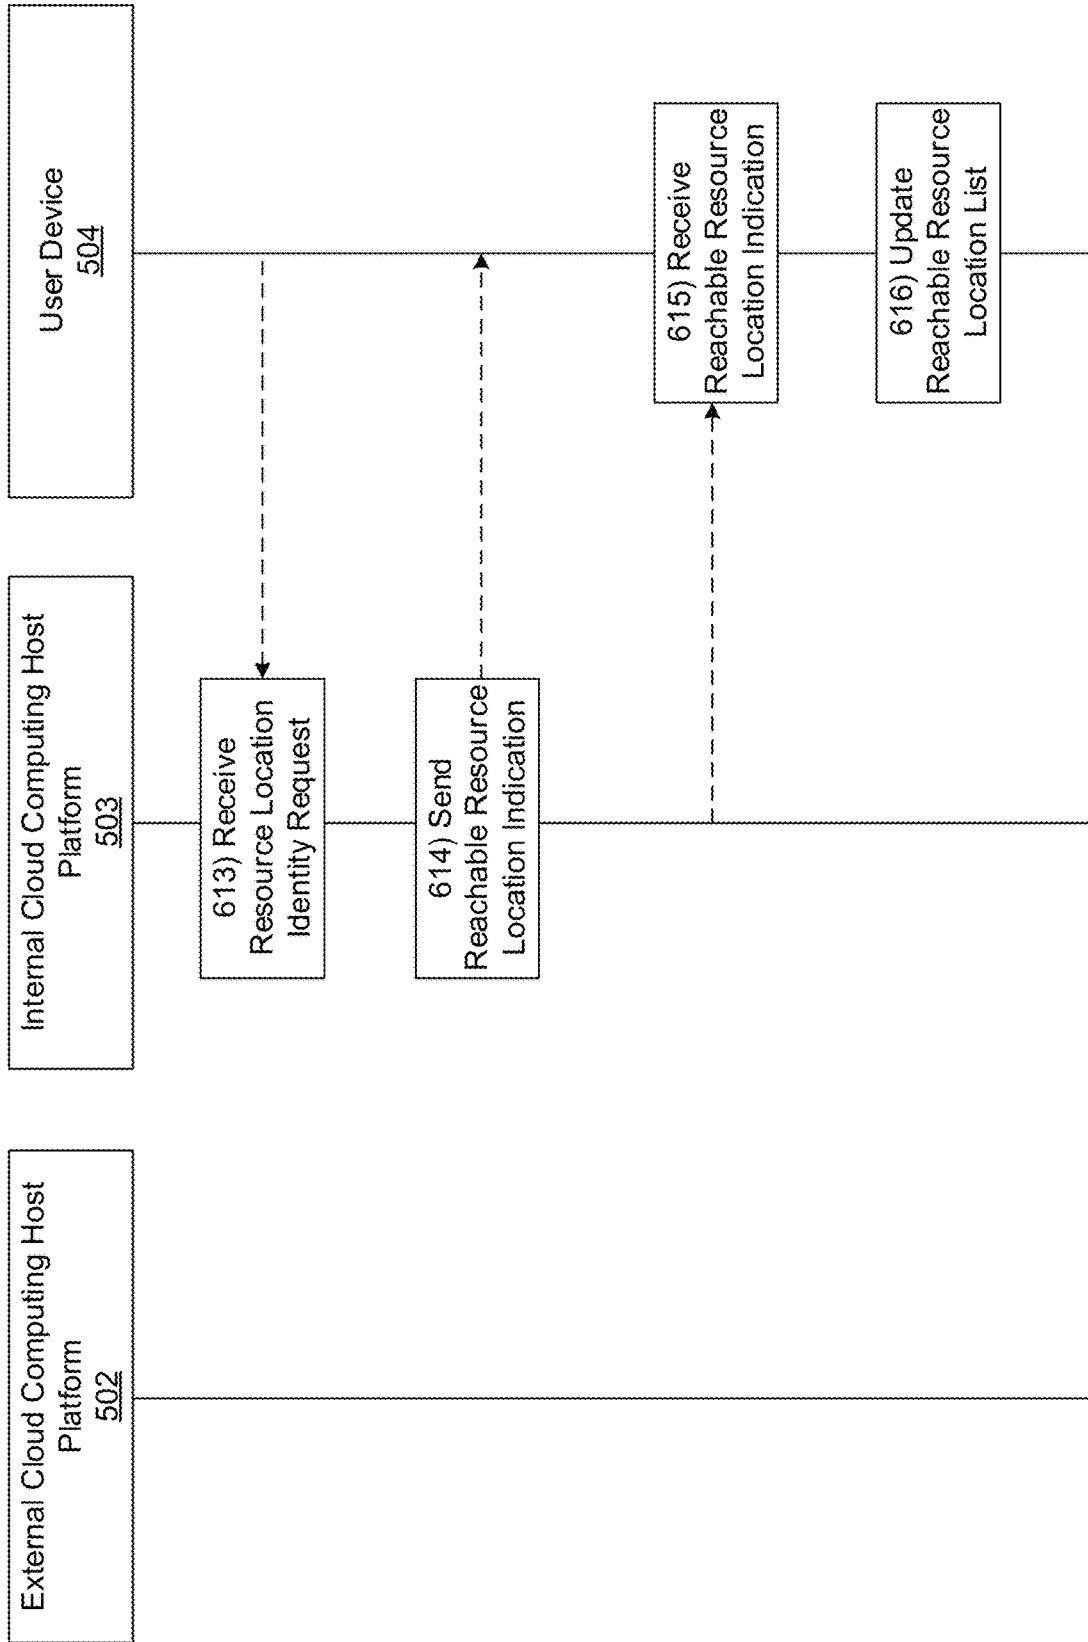 External Cloud Computing Host
Platform
502
Internal Cloud Computing Host
Platform
503
User Device
504
613) Receive
Resource Location
Identity Request
614) Send
Reachable Resource
Location Indication
615) Receive
Reachable Resource
Location Indication
616) Update
Reachable Resource
Location List